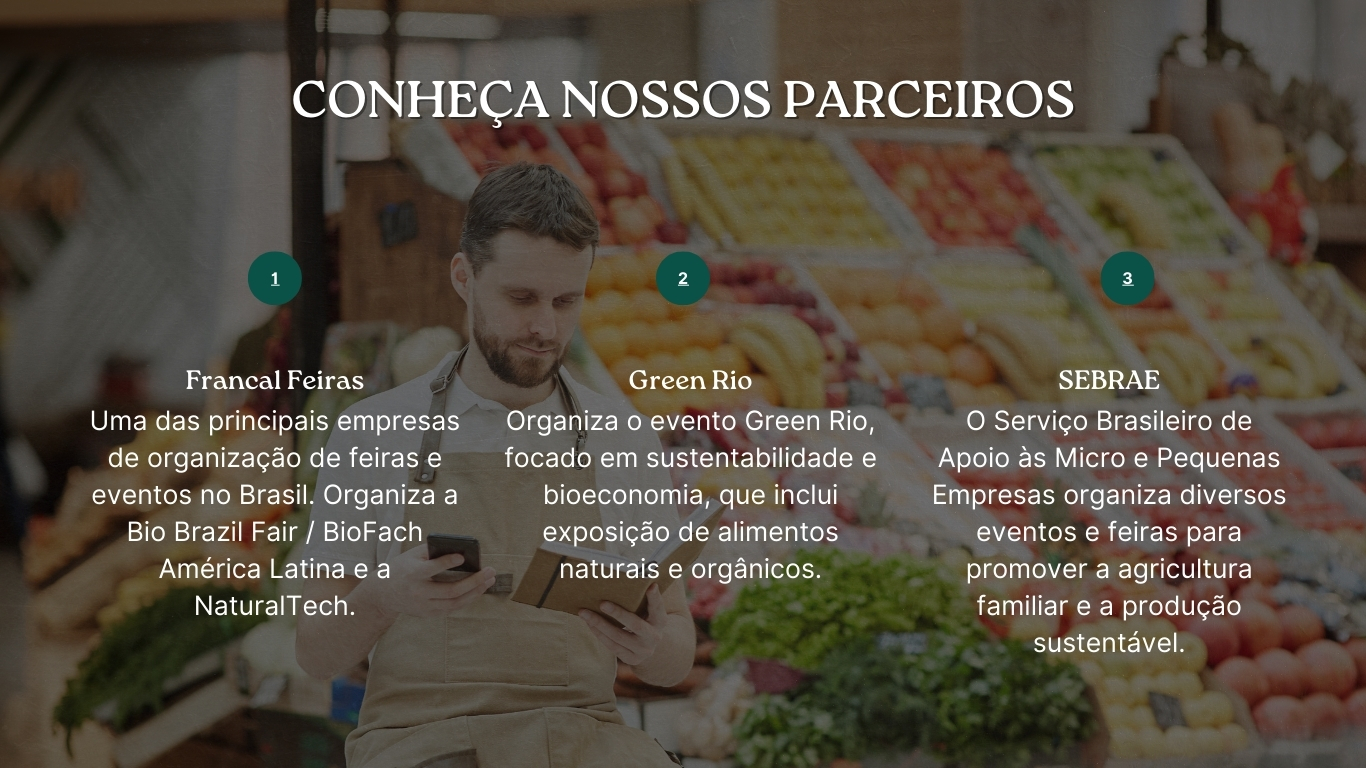 CONHEÇA NOSSOS PARCEIROS
1
Francal Feiras
Uma das principais empresas
de organização de feiras e
eventos no Brasil. Organiza a
Bio Brazil Fair / BioFach
América Latina e a
NaturalTech.
2
Green Rio
Organiza o evento Green Rio,
focado em sustentabilidade e
bioeconomia, que inclui
exposição de alimentos
naturais e orgânicos.
3
SEBRAE
O Serviço Brasileiro de
Apoio às Micro e Pequenas
Empresas organiza diversos
eventos e feiras para
promover a agricultura
familiar e a produção
sustentável.